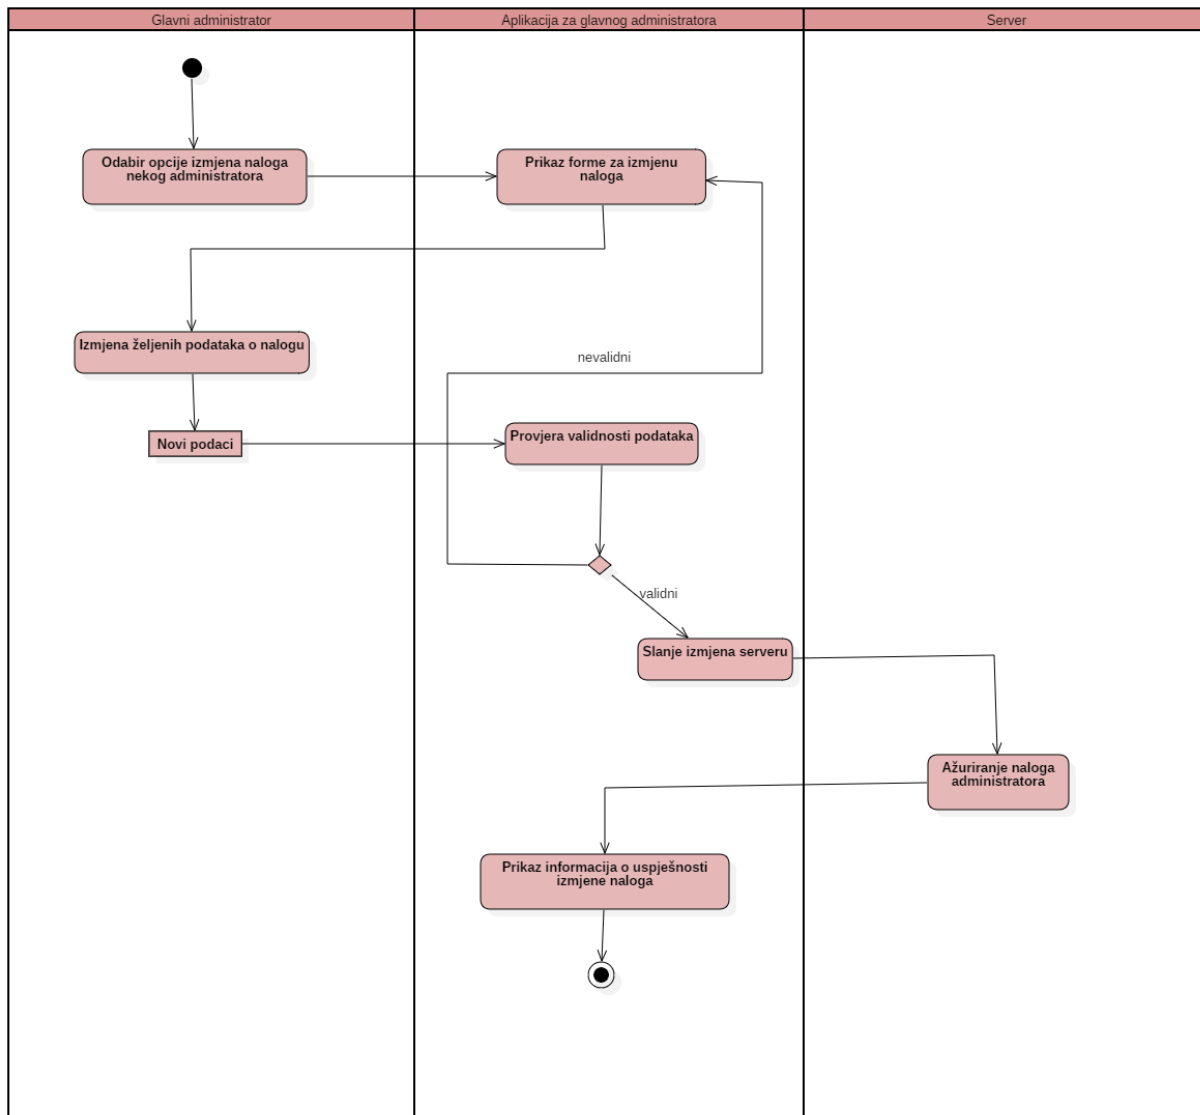 Glavni administrator
Aplikacija za glavnog administratora
Server
Odabir opcije izmjena naloga
nekog administratora
Prikaz forme za izmjenu
naloga
Izmjena željenih podataka o nalogu
nevalidni
Novi podaci
Provjera validnosti podataka
validni
Slanje izmjena serveru
Ažuriranje naloga
administratora
Prikaz informacija o uspješnosti
izmjene naloga